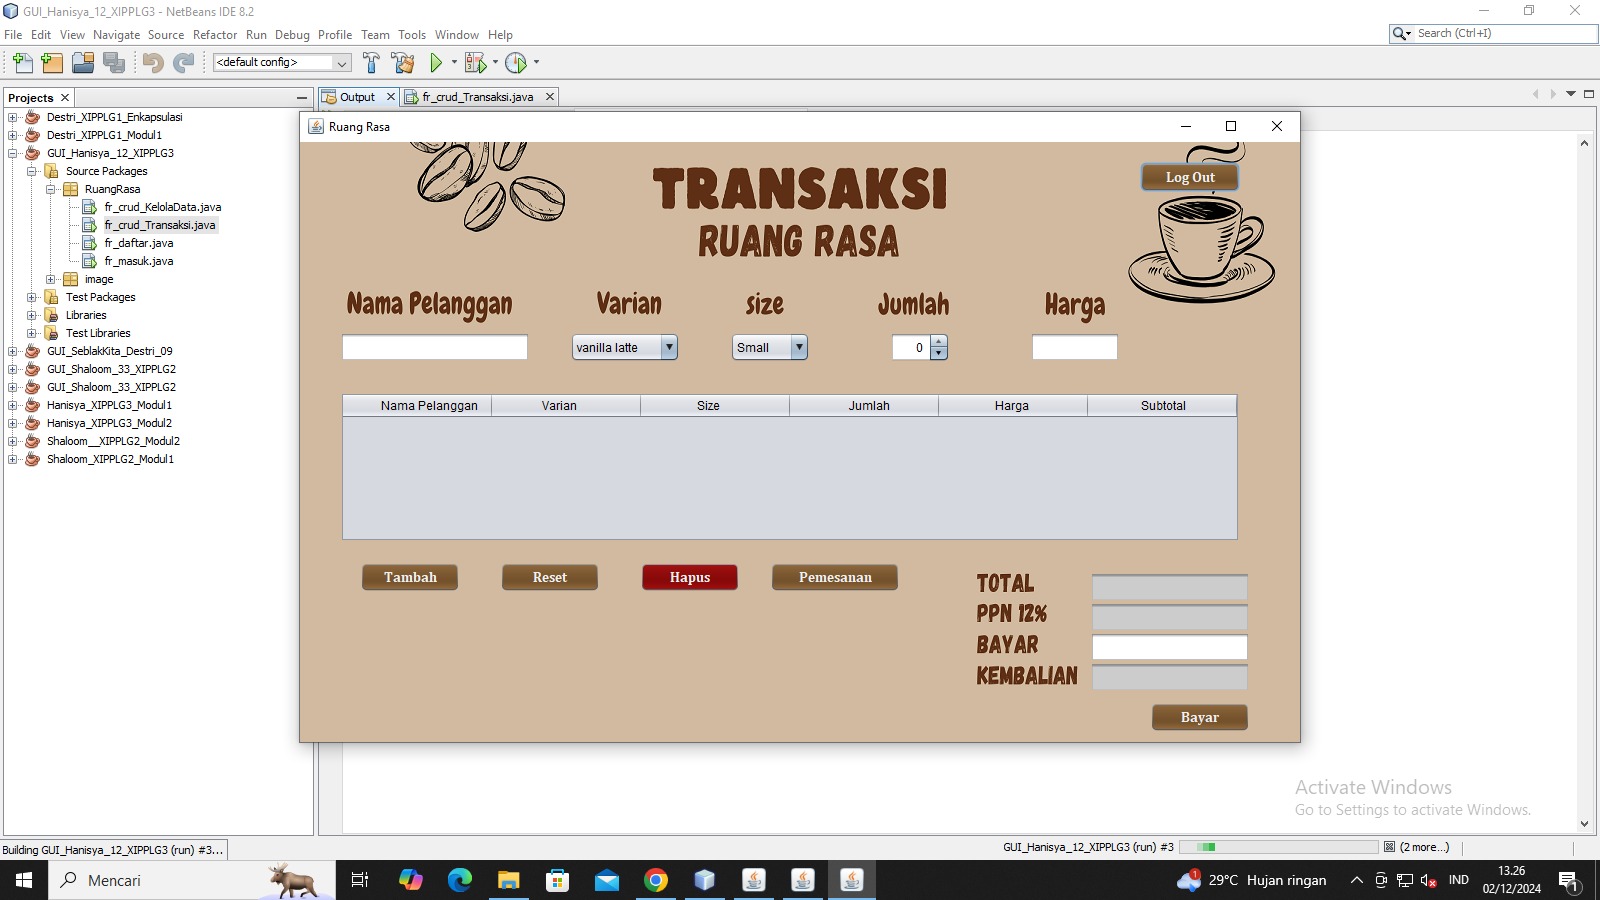 GUI_Hanisya_12_XIPPLG3 - NetBeans IDE 8.2
File Edit View Navigate Source Refactor Run Debug Profile Team Tools Window Help
Search (Ctrl+I)
<default config>
Projects
Output
fr_crud_Transaksi.java
Destri_XIPPLG1_Enkapsulasi
Destri_XIPPLG1_Modul1
GUI_Hanisya_12_XIPPLG3
Source Packages
RuangRasa
fr_crud_KelolaData.java
fr_crud_Transaksi.java
fr_daftar.java
fr_masuk.java
image
Test Packages
Libraries
Test Libraries
GUI_SeblakKita_Destri_09
GUI_Shaloom_33_XIPPLG2
GUI_Shaloom_33_XIPPLG2
Hanisya_XIPPLG3_Modul1
Hanisya_XIPPLG3_Modul2
Shaloom__XIPPLG2_Modul2
Shaloom_XIPPLG2_Modul1
Ruang Rasa
TRANSAKSI
RUANG RASA
Log Out
Nama Pelanggan Varian size Jumlah Harga
vanilla latte Small 0
Nama Pelanggan Varian Size Jumlah Harga Subtotal
Tambah Reset Hapus Pemesanan
TOTAL
PPN 12%
BAYAR
KEMBALIAN
Bayar
Activate Windows
Go to Settings to activate Windows.
Building GUI_Hanisya_12_XIPPLG3 (run) #3...
GUI_Hanisya_12_XIPPLG3 (run) #3
(2 more...)
Mencari
1
29°C Hujan ringan
IND
13.26
02/12/2024
1